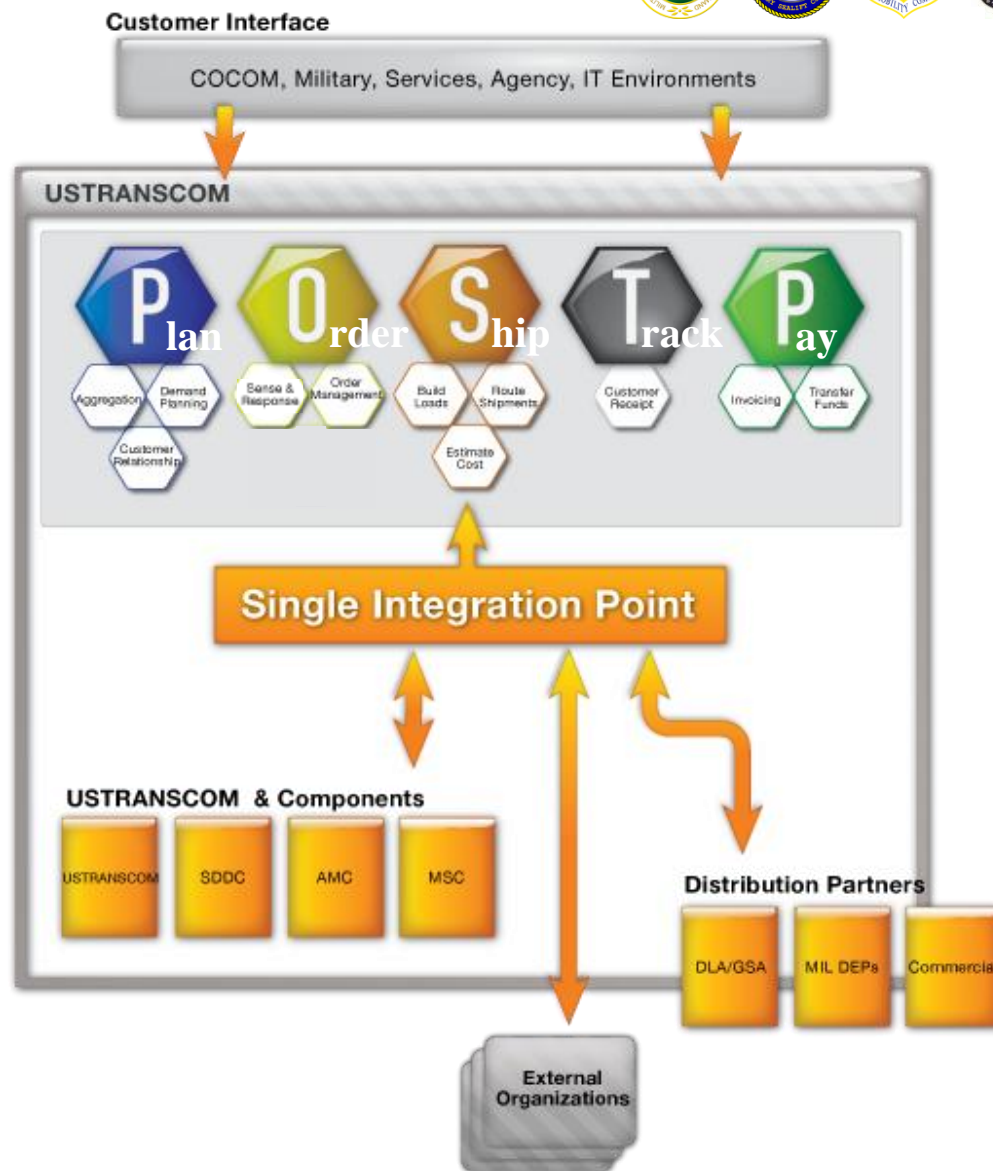 Customer Interface
COCOM, Military, Services, Agency, IT Environments
USTRANSCOM
Plan
Order
Ship
Track
Pay
Aggregation
Demand
Planning
Customer
Relationship
Sense &
Response
Order
Management
Build
Loads
Route
Shipments
Estimate
Cost
Customer
Receipt
Invoicing
Transfer
Funds
Single Integration Point
USTRANSCOM & Components
USTRANSCOM
SDDC
AMC
MSC
Distribution Partners
DLA/GSA
MIL DEPs
Commercia
External
Organizations